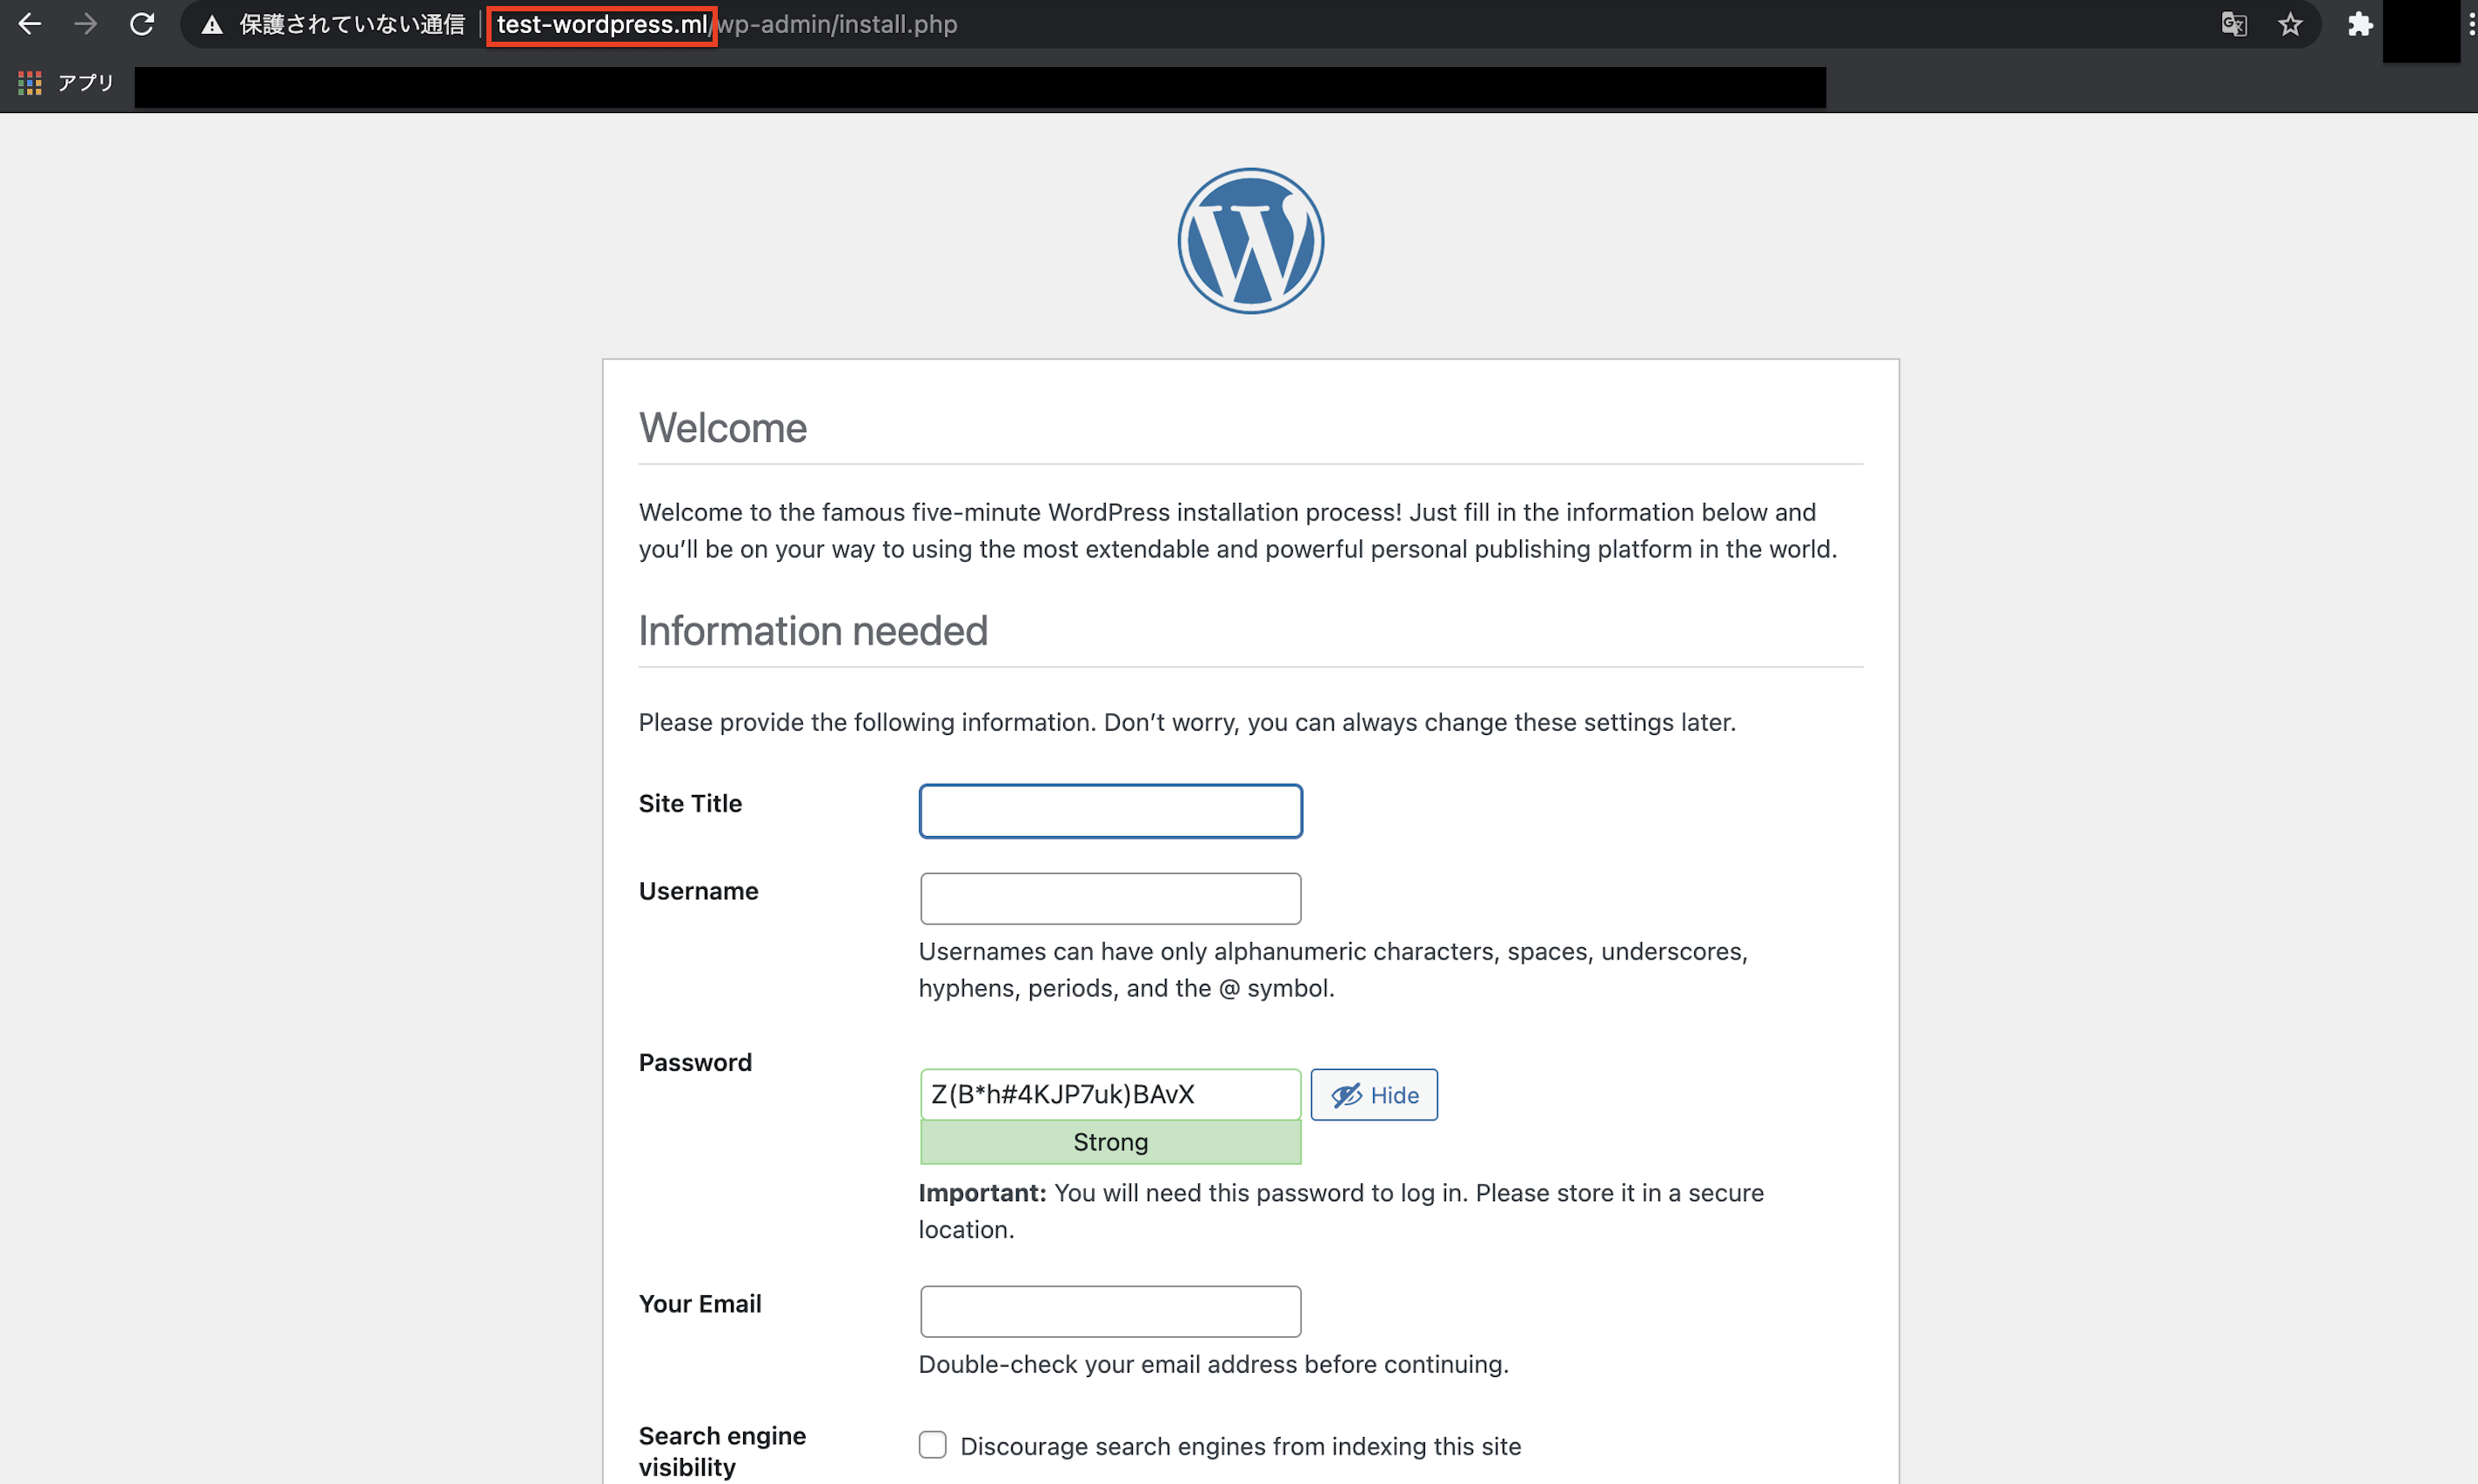 保護されていない通信 test-wordpress.ml/wp-admin/install.php
アプリ
Welcome
Welcome to the famous five-minute WordPress installation process! Just fill in the information below and
you’ll be on your way to using the most extendable and powerful personal publishing platform in the world.
Information needed
Please provide the following information. Don’t worry, you can always change these settings later.
Site Title
Username
Usernames can have only alphanumeric characters, spaces, underscores,
hyphens, periods, and the @ symbol.
Password
Z(B*h#4KJP7uk)BAvX
Hide
Strong
Important: You will need this password to log in. Please store it in a secure
location.
Your Email
Double-check your email address before continuing.
Search engine
visibility
Discourage search engines from indexing this site